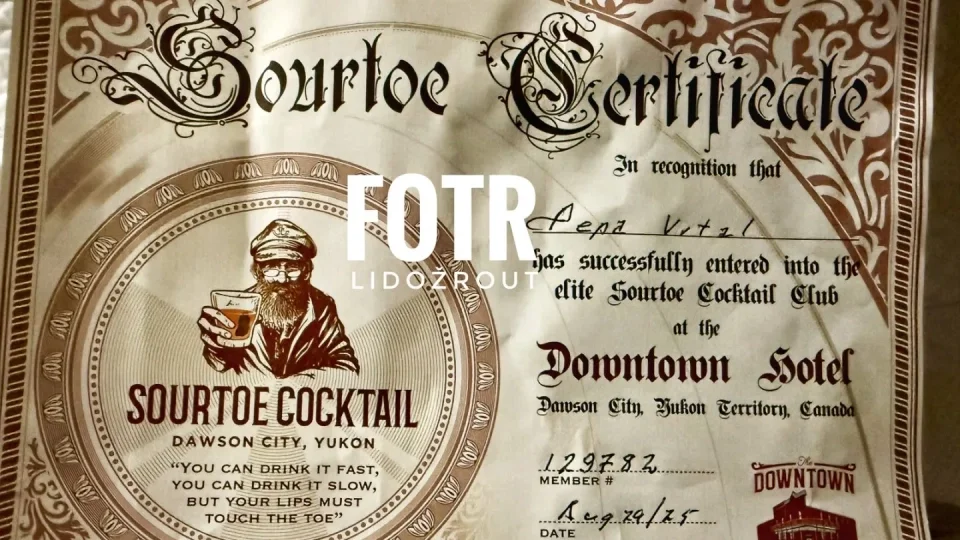 Sourtoe Certificate
In recognition that
Pepa Vrtal
has successfully entered into the
elite Sourtoe Cocktail Club
at the
Downtown Hotel
Dawson City, Yukon Territory, Canada
129782
MEMBER #
Aug 29/25
DATE
The
DOWNTOWN
FOTR
LIDOŽROUT
SOURTOE COCKTAIL
DAWSON CITY, YUKON
“YOU CAN DRINK IT FAST,
YOU CAN DRINK IT SLOW,
BUT YOUR LIPS MUST
TOUCH THE TOE”